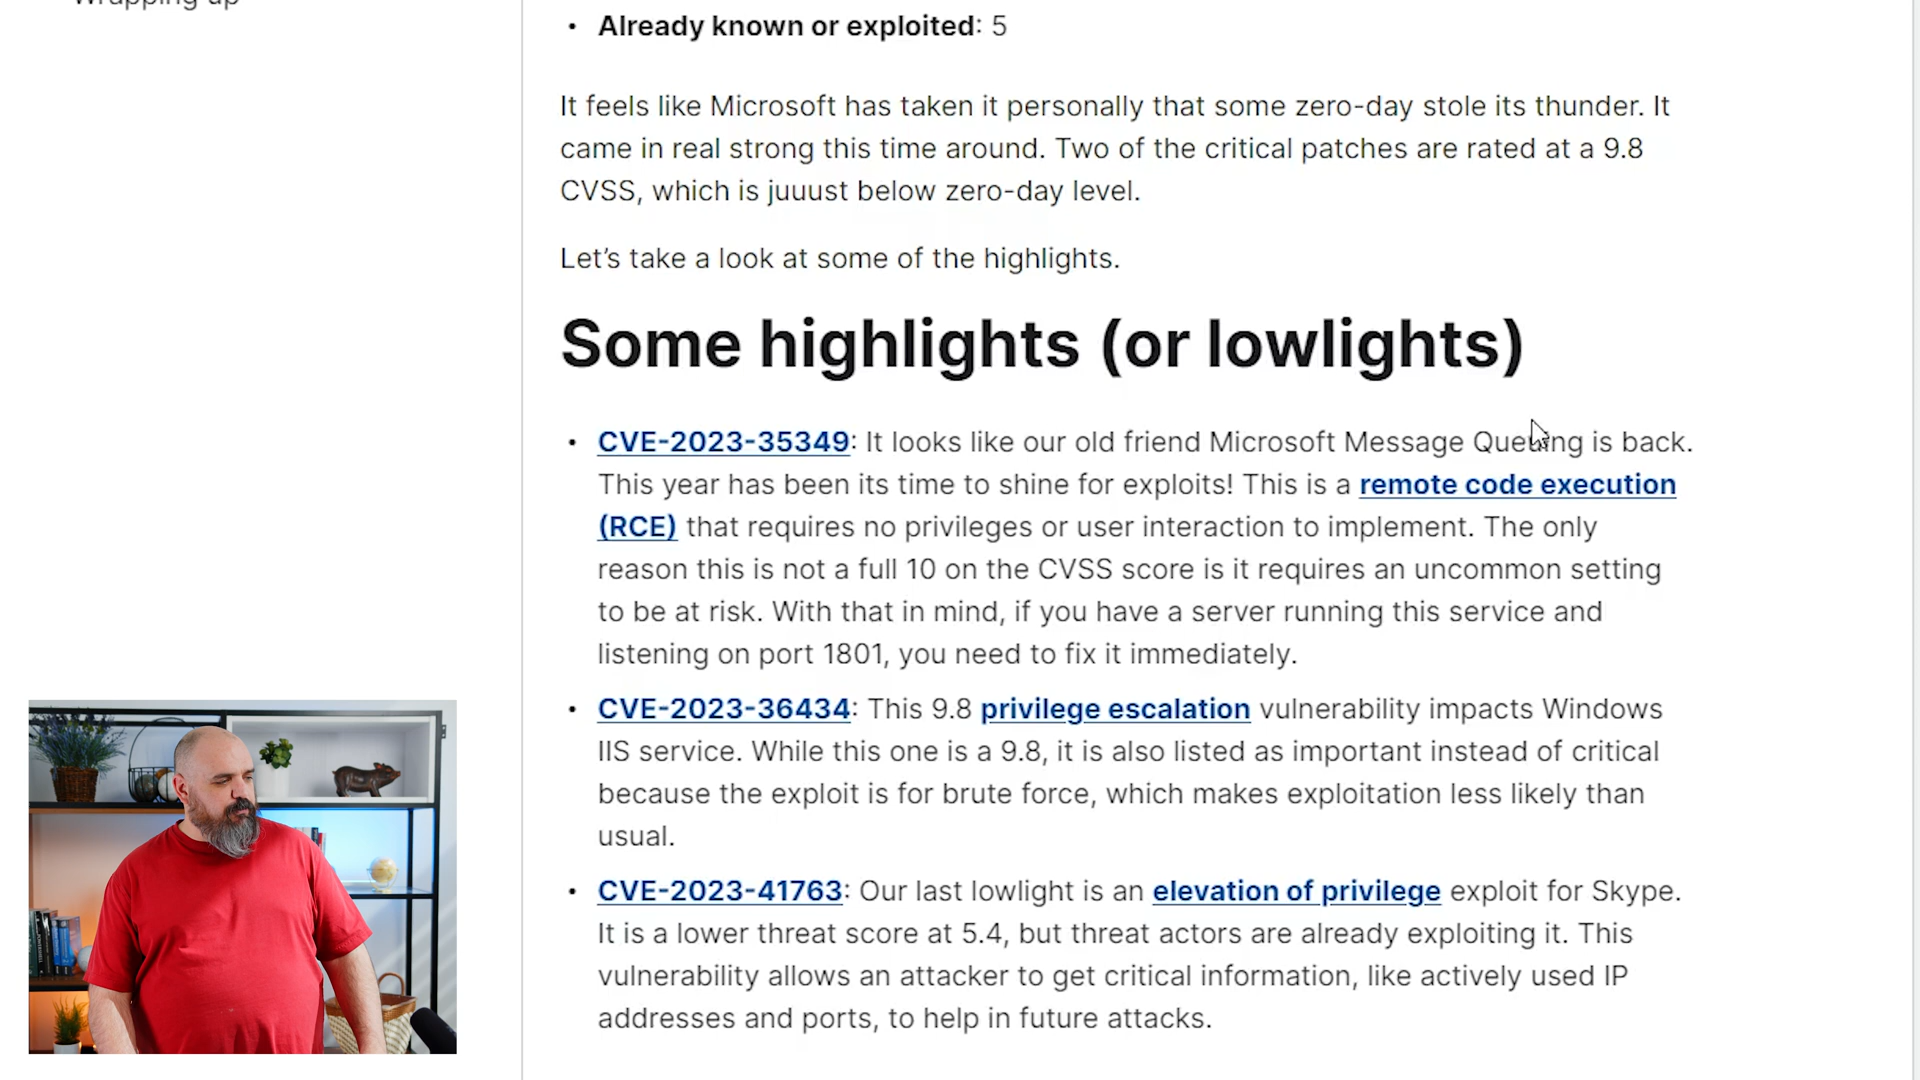 Wrapping up
• Already known or exploited: 5
It feels like Microsoft has taken it personally that some zero-day stole its thunder. It
came in real strong this time around. Two of the critical patches are rated at a 9.8
CVSS, which is juuust below zero-day level.
Let’s take a look at some of the highlights.
Some highlights (or lowlights)
• CVE-2023-35349: It looks like our old friend Microsoft Message Queuing is back.
This year has been its time to shine for exploits! This is a remote code execution
(RCE) that requires no privileges or user interaction to implement. The only
reason this is not a full 10 on the CVSS score is it requires an uncommon setting
to be at risk. With that in mind, if you have a server running this service and
listening on port 1801, you need to fix it immediately.
• CVE-2023-36434: This 9.8 privilege escalation vulnerability impacts Windows
IIS service. While this one is a 9.8, it is also listed as important instead of critical
because the exploit is for brute force, which makes exploitation less likely than
usual.
• CVE-2023-41763: Our last lowlight is an elevation of privilege exploit for Skype.
It is a lower threat score at 5.4, but threat actors are already exploiting it. This
vulnerability allows an attacker to get critical information, like actively used IP
addresses and ports, to help in future attacks.